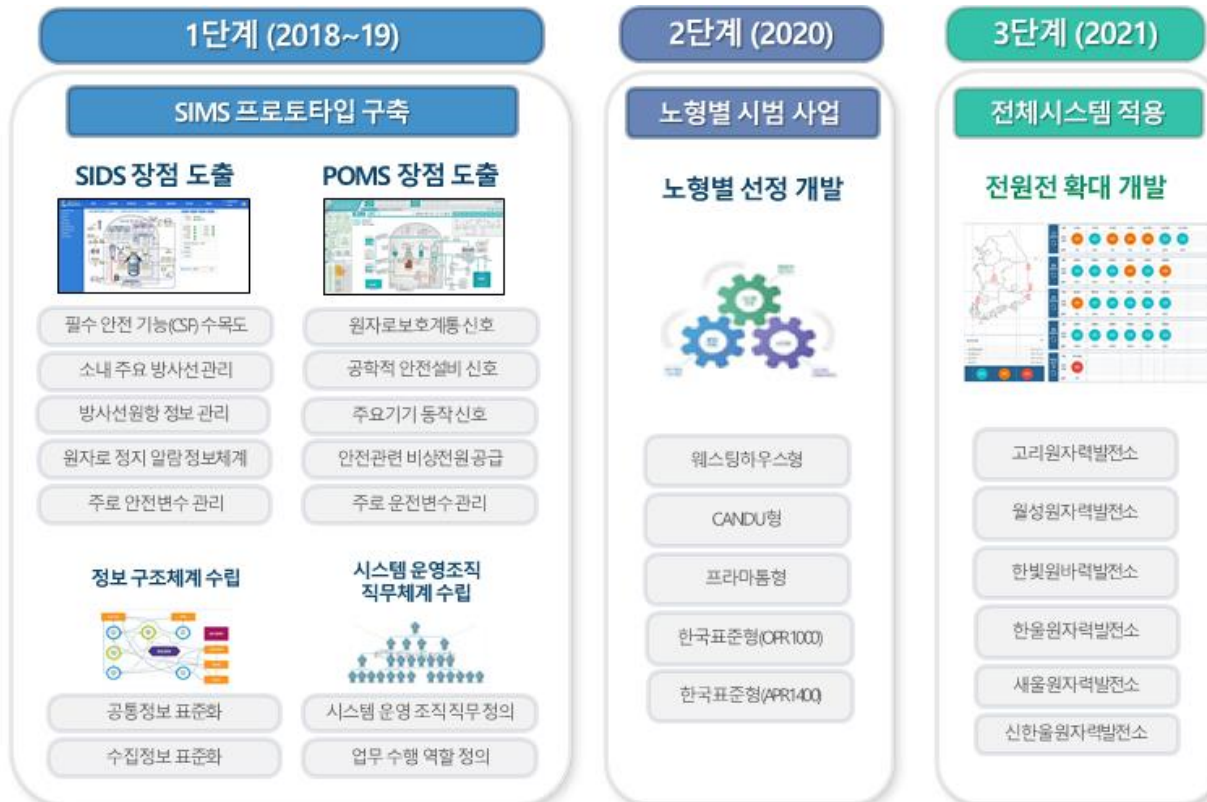 1단계 (2018~19)
SIMS 프로토타입 구축
SIDS 장점 도출
필수 안전 기능(CSF) 수목도
소내 주요 방사선 관리
방사선원항 정보 관리
원자로 정지 알람 정보체계
주로 안전변수 관리
POMS 장점 도출
원자로보호계통 신호
공학적 안전설비 신호
주요기기 동작 신호
안전관련 비상전원 공급
주로 운전변수 관리
정보 구조체계 수립
공통정보 표준화
수집정보 표준화
시스템 운영조직
직무체계 수립
시스템 운영 조직 직무 정의
업무 수행 역할 정의
2단계 (2020)
노형별 시범 사업
노형별 선정 개발
웨스팅하우스형
CANDU형
프라마톰형
한국표준형(OPR1000)
한국표준형(APR1400)
3단계 (2021)
전체시스템 적용
전원전 확대 개발
고리원자력발전소
월성원자력발전소
한빛원바력발전소
한울원자력발전소
새울원자력발전소
신한울원자력발전소